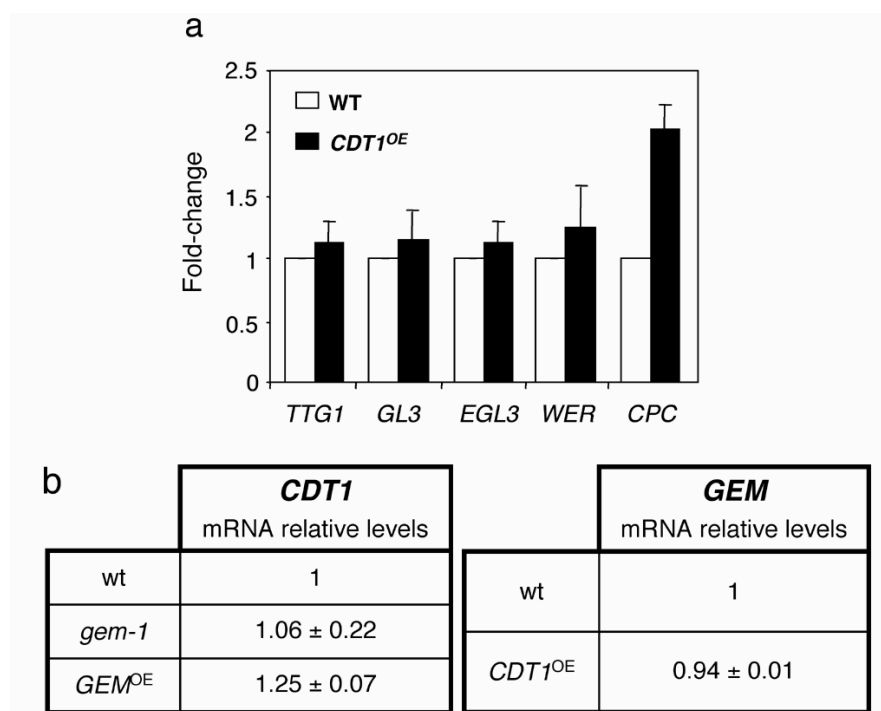 a
2.5
2
1.5
1
0.5
0
Fold-change
WT
CDT1OE
TTG1 GL3 EGL3 WER CPC
b
CDT1
mRNA relative levels
wt 1
gem-1 1.06 ± 0.22
GEMOE 1.25 ± 0.07
GEM
mRNA relative levels
wt 1
CDT1OE 0.94 ± 0.01